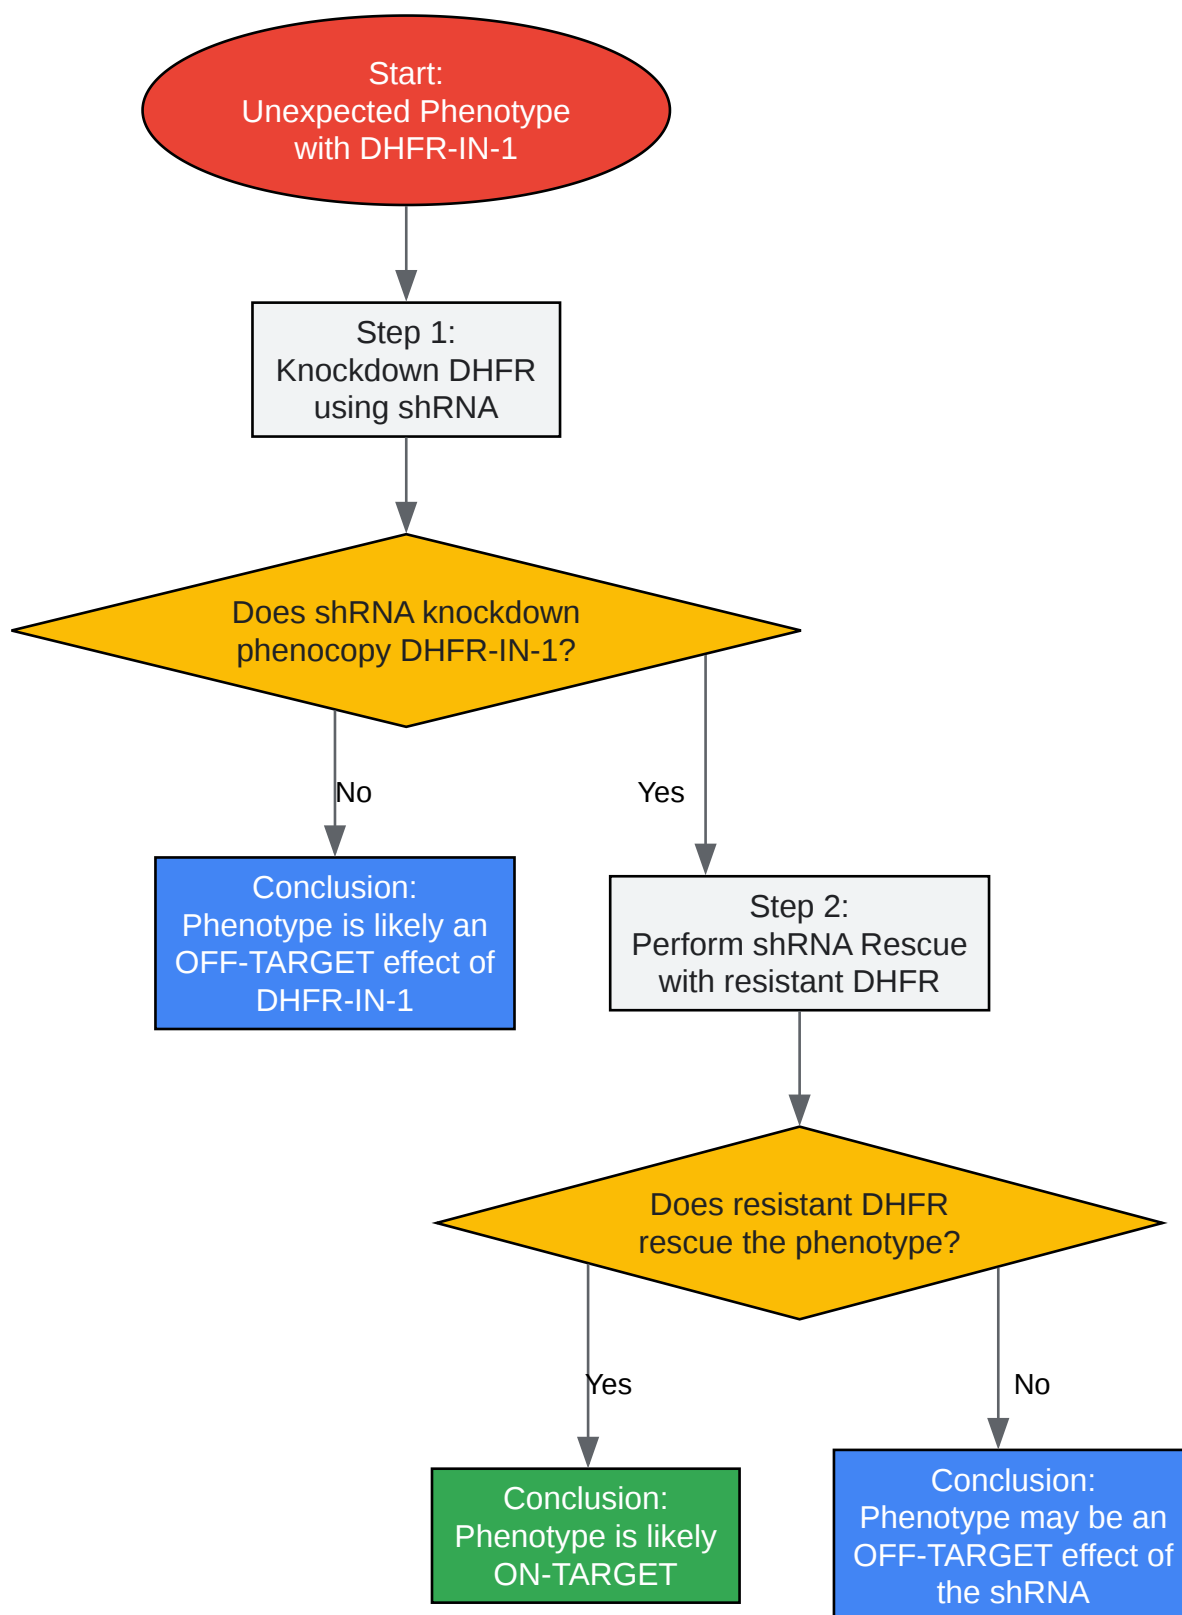 Start:
Unexpected Phenotype
with DHFR-IN-1
Step 1:
Knockdown DHFR
using shRNA
Does shRNA knockdown
phenocopy DHFR-IN-1?
No
Yes
Conclusion:
Phenotype is likely an
OFF-TARGET effect of
DHFR-IN-1
Step 2:
Perform shRNA Rescue
with resistant DHFR
Does resistant DHFR
rescue the phenotype?
Yes
No
Conclusion:
Phenotype is likely
ON-TARGET
Conclusion:
Phenotype may be an
OFF-TARGET effect of
the shRNA